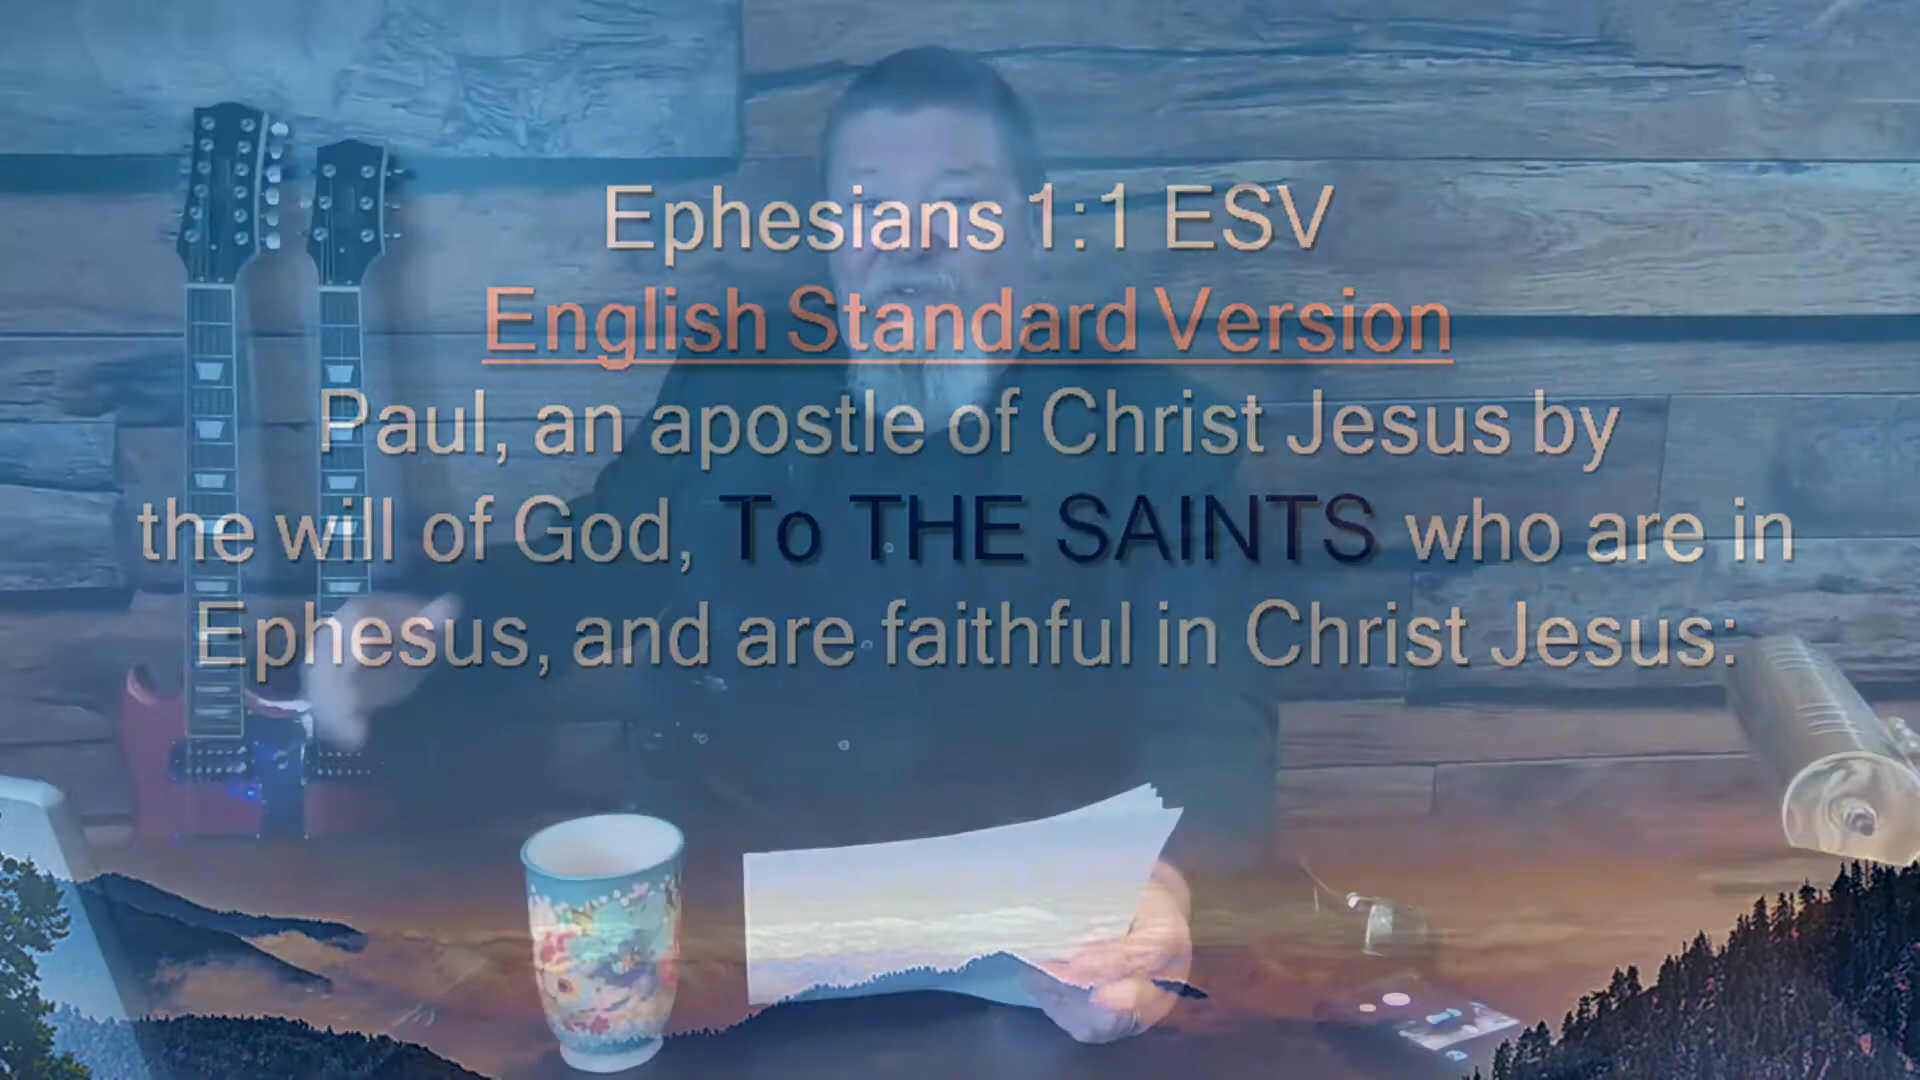 Ephesians 1:1 ESV
English Standard Version
Paul, an apostle of Christ Jesus by
the will of God, To THE SAINTS who are in
Ephesus, and are faithful in Christ Jesus: